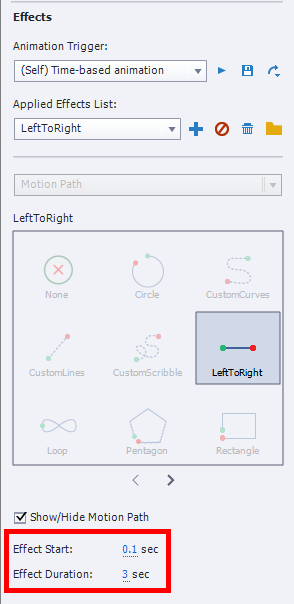 Effects
Animation Trigger:
(Self) Time-based animation
Applied Effects List:
LeftToRight
Motion Path
LeftToRight
None Circle CustomCurves
CustomLines CustomScribble LeftToRight
Loop Pentagon Rectangle
Show/Hide Motion Path
Effect Start: 0.1 sec
Effect Duration: 3 sec